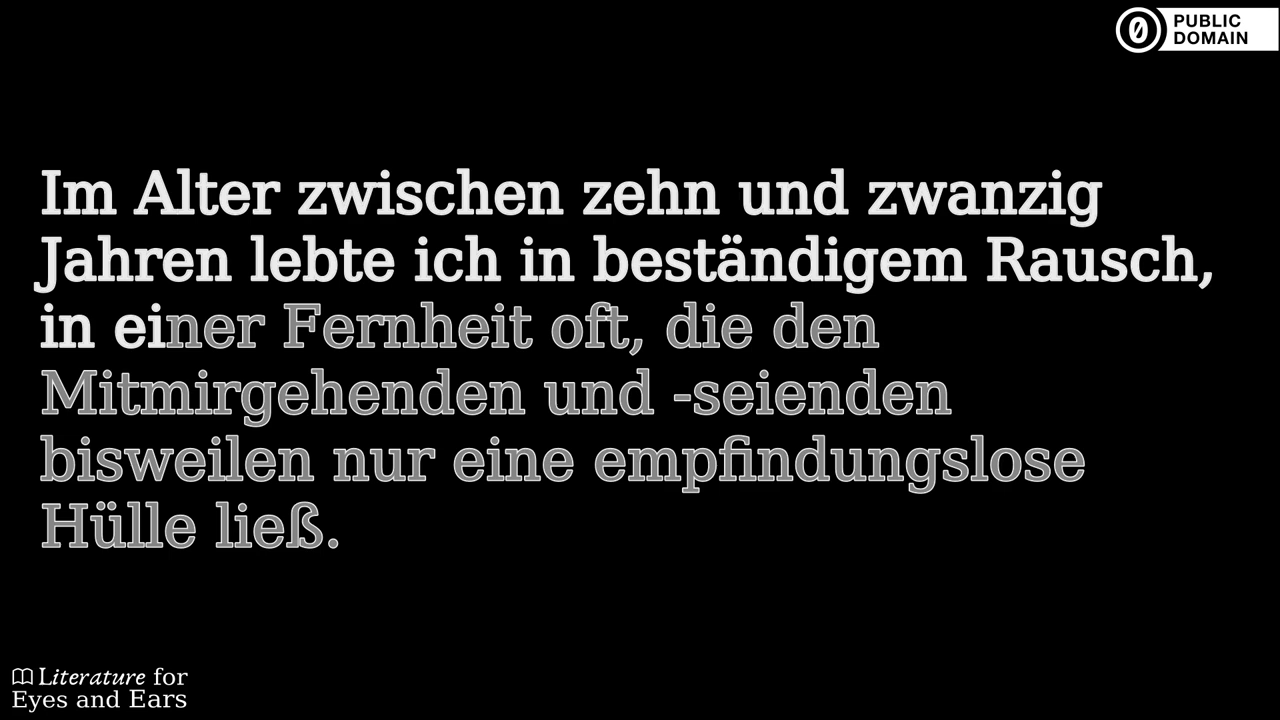 PUBLIC
DOMAIN
Im Alter zwischen zehn und zwanzig
Jahren lebte ich in beständigem Rausch,
in einer Fernheit oft, die den
Mitmirgehenden und -seienden
bisweilen nur eine empfindungslose
Hülle ließ.
Literature for
Eyes and Ears